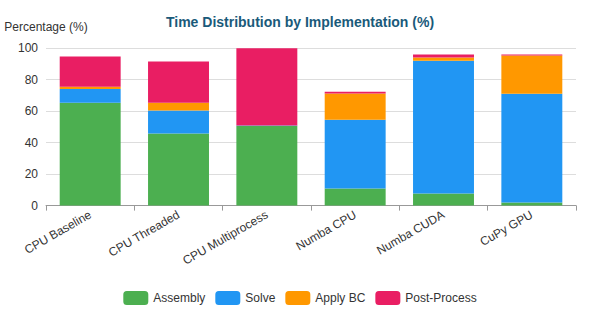 Time Distribution by Implementation (%)
Percentage (%)
100
80
60
40
20
0
CPU Baseline
CPU Threaded
CPU Multiprocess
Numba CPU
Numba CUDA
CuPy GPU
Assembly Solve Apply BC Post-Process